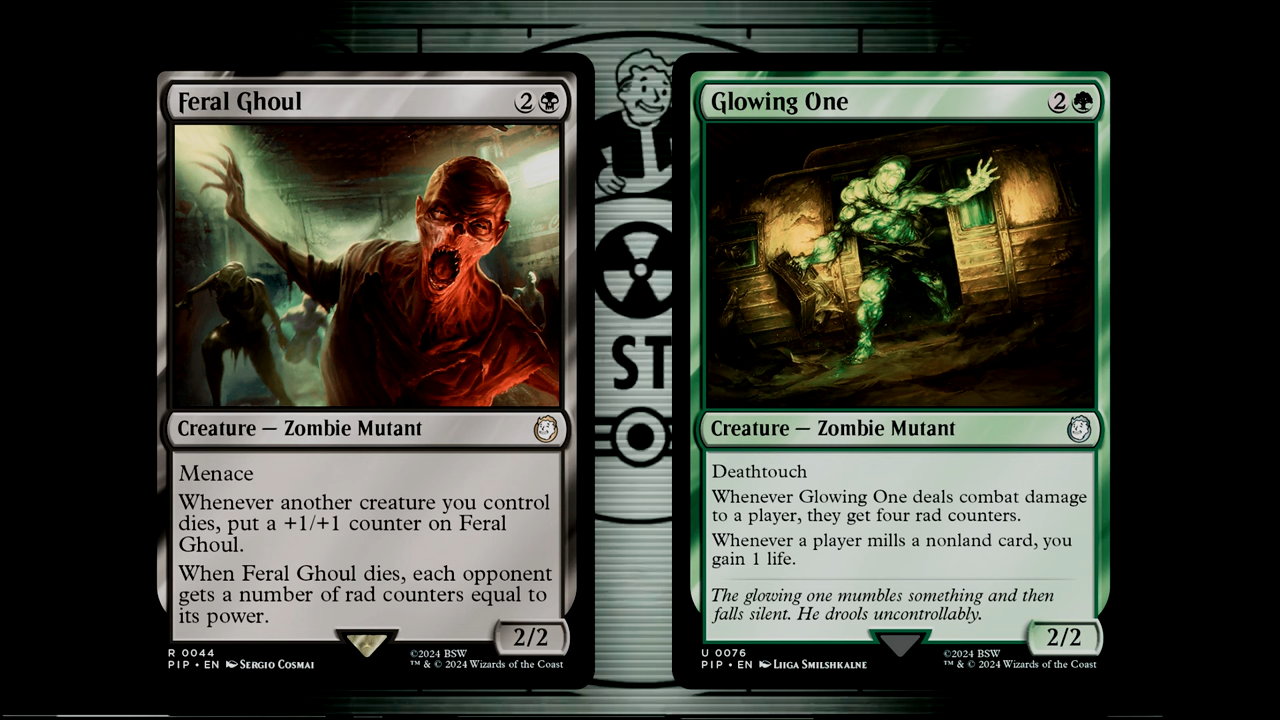 Feral Ghoul 2
Creature — Zombie Mutant
Menace
Whenever another creature you control
dies, put a +1/+1 counter on Feral
Ghoul.
When Feral Ghoul dies, each opponent
gets a number of rad counters equal to
its power.
2/2
R 0044
PIP • EN SERGIO COSMAI
©2024 BSW
™ & © 2024 Wizards of the Coast
ST
Glowing One 2
Creature — Zombie Mutant
Deathtouch
Whenever Glowing One deals combat damage
to a player, they get four rad counters.
Whenever a player mills a nonland card, you
gain 1 life.
The glowing one mumbles something and then
falls silent. He drools uncontrollably.
2/2
U 0076
PIP • EN LIIGA SMILSHKALNE
©2024 BSW
™ & © 2024 Wizards of the Coast